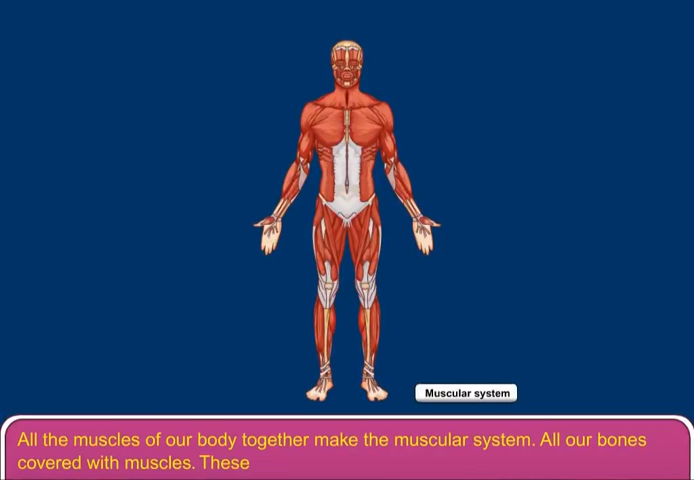 Muscular system
All the muscles of our body together make the muscular system. All our bones
covered with muscles. These